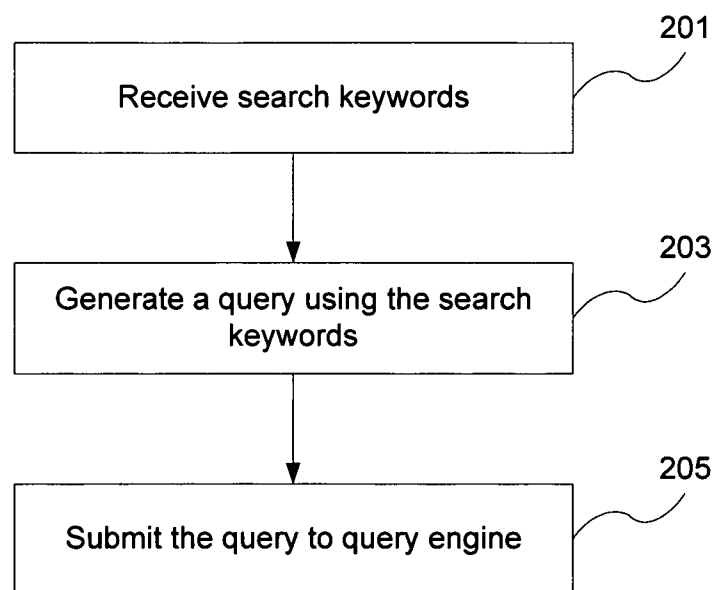 201
Receive search keywords
203
Generate a query using the search
keywords
205
Submit the query to query engine